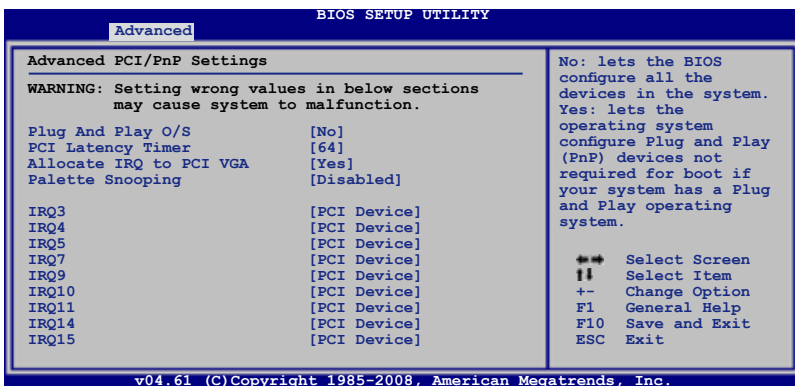 BIOS SETUP UTILITY
Advanced
Advanced PCI/PnP Settings
WARNING: Setting wrong values in below sections
may cause system to malfunction.
Plug And Play O/S [No]
PCI Latency Timer [64]
Allocate IRQ to PCI VGA [Yes]
Palette Snooping [Disabled]
IRQ3 [PCI Device]
IRQ4 [PCI Device]
IRQ5 [PCI Device]
IRQ7 [PCI Device]
IRQ9 [PCI Device]
IRQ10 [PCI Device]
IRQ11 [PCI Device]
IRQ14 [PCI Device]
IRQ15 [PCI Device]
No: lets the BIOS
configure all the
devices in the system.
Yes: lets the
operating system
configure Plug and Play
(PnP) devices not
required for boot if
your system has a Plug
and Play operating
system.
←→ Select Screen
↑↓ Select Item
+- Change Option
F1 General Help
F10 Save and Exit
ESC Exit
v04.61 (C)Copyright 1985-2008, American Megatrends, Inc.